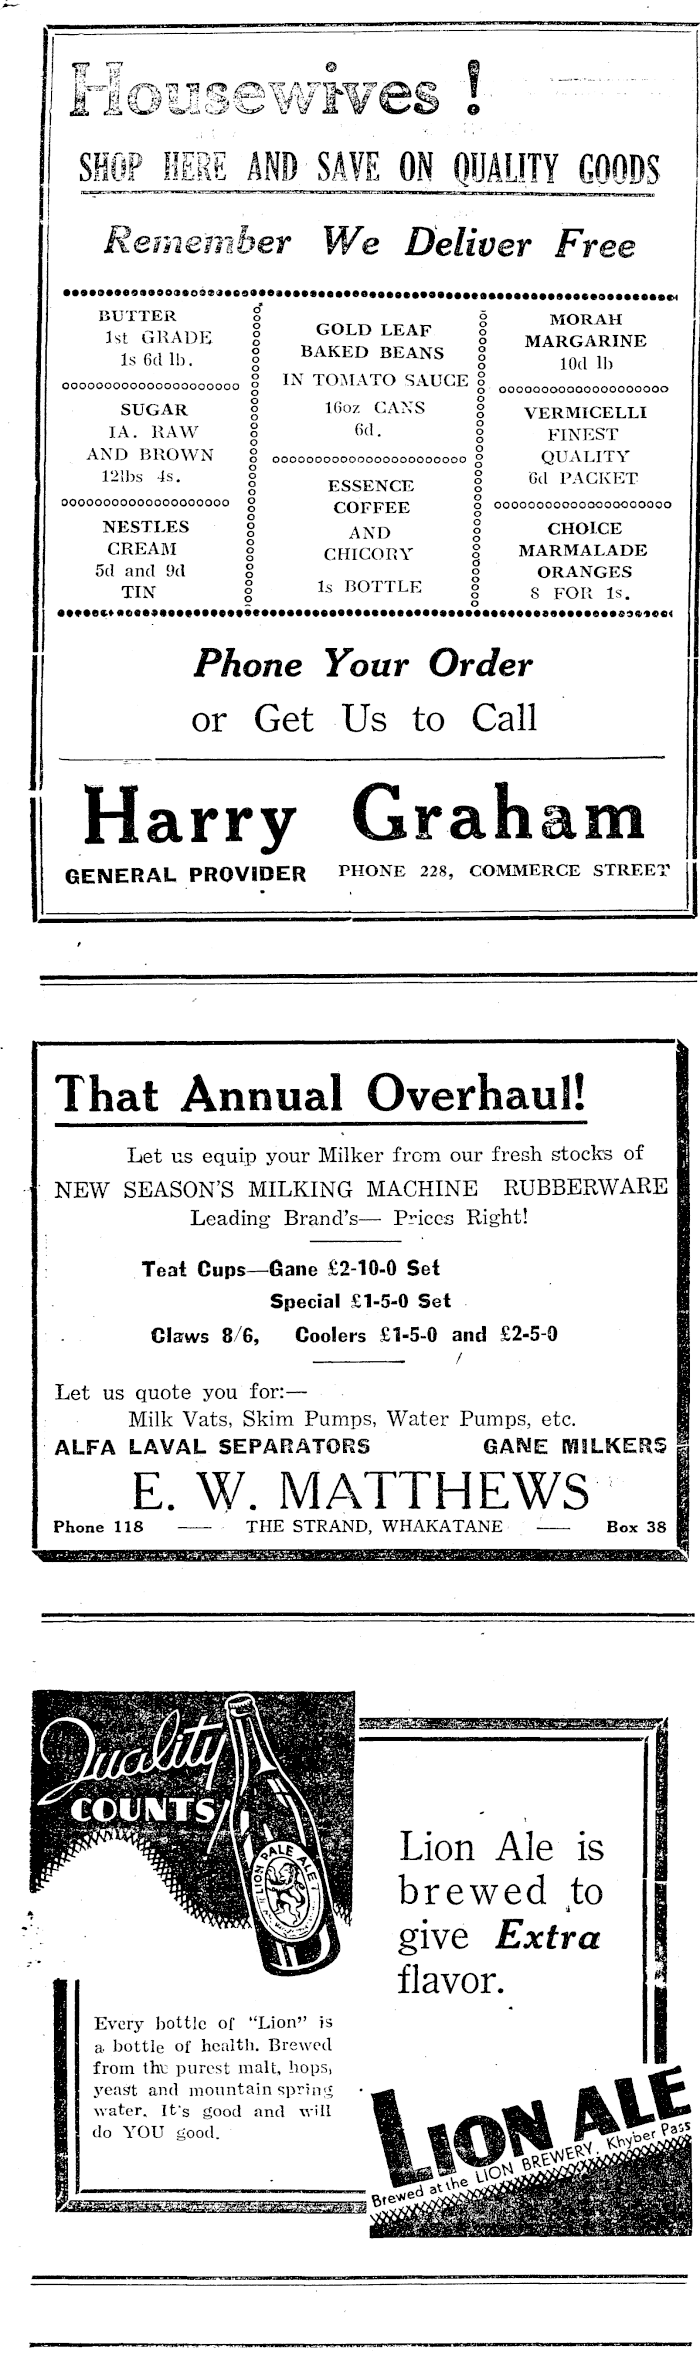 Housewives !
SHOP HERE AND SAVE ON QUALITY GOODS
Remember We Deliver Free
BUTTER
1st GRADE
1s 6d lb.
SUGAR
1A. RAW
AND BROWN
12lbs 4s.
NESTLES
CREAM
5d and 9d
TIN
GOLD LEAF
BAKED BEANS
IN TOMATO SAUCE
16oz CANS
6d.
ESSENCE
COFFEE
AND
CHICORY
1s BOTTLE
MORAH
MARGARINE
10d lb
VERMICELLI
FINEST
QUALITY
6d PACKET
CHOICE
MARMALADE
ORANGES
8 FOR 1s.
Phone Your Order
or Get Us to Call
Harry Graham
GENERAL PROVIDER PHONE 228, COMMERCE STREET
That Annual Overhaul!
Let us equip your Milker from our fresh stocks of
NEW SEASON'S MILKING MACHINE RUBBERWARE
Leading Brand's— Prices Right!
Teat Cups—Gane £2-10-0 Set
Special £1-5-0 Set
Claws 8/6, Coolers £1-5-0 and £2-5-0
Let us quote you for:—
Milk Vats, Skim Pumps, Water Pumps, etc.
ALFA LAVAL SEPARATORS GANE MILKERS
E. W. MATTHEWS
Phone 118 — THE STRAND, WHAKATANE — Box 38
Quality
COUNTS!
LION PALE ALE
Lion Ale is
brewed to
give Extra
flavor.
Every bottle of "Lion" is
a bottle of health. Brewed
from the purest malt, hops,
yeast and mountain spring
water. It's good and will
do YOU good.
LION ALE
Brewed at the LION BREWERY, Khyber Pass